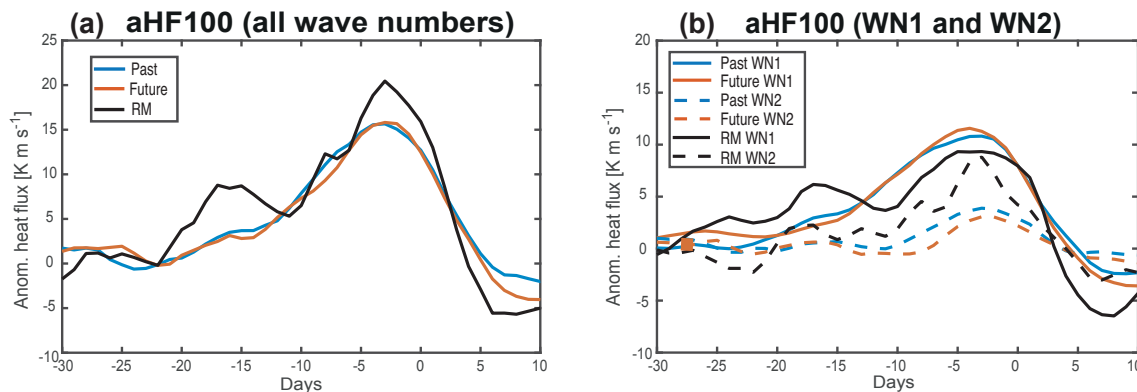 (a) aHF100 (all wave numbers)
25
20
15
10
5
0
-5
-10
Anom. heat flux [K m s-1]
Past
Future
RM
-30 -25 -20 -15 -10 -5 0 5 10
Days
(b) aHF100 (WN1 and WN2)
20
15
10
5
0
-5
-10
Anom. heat flux [K m s-1]
Past WN1
Future WN1
Past WN2
Future WN2
RM WN1
RM WN2
-30 -25 -20 -15 -10 -5 0 5 10
Days